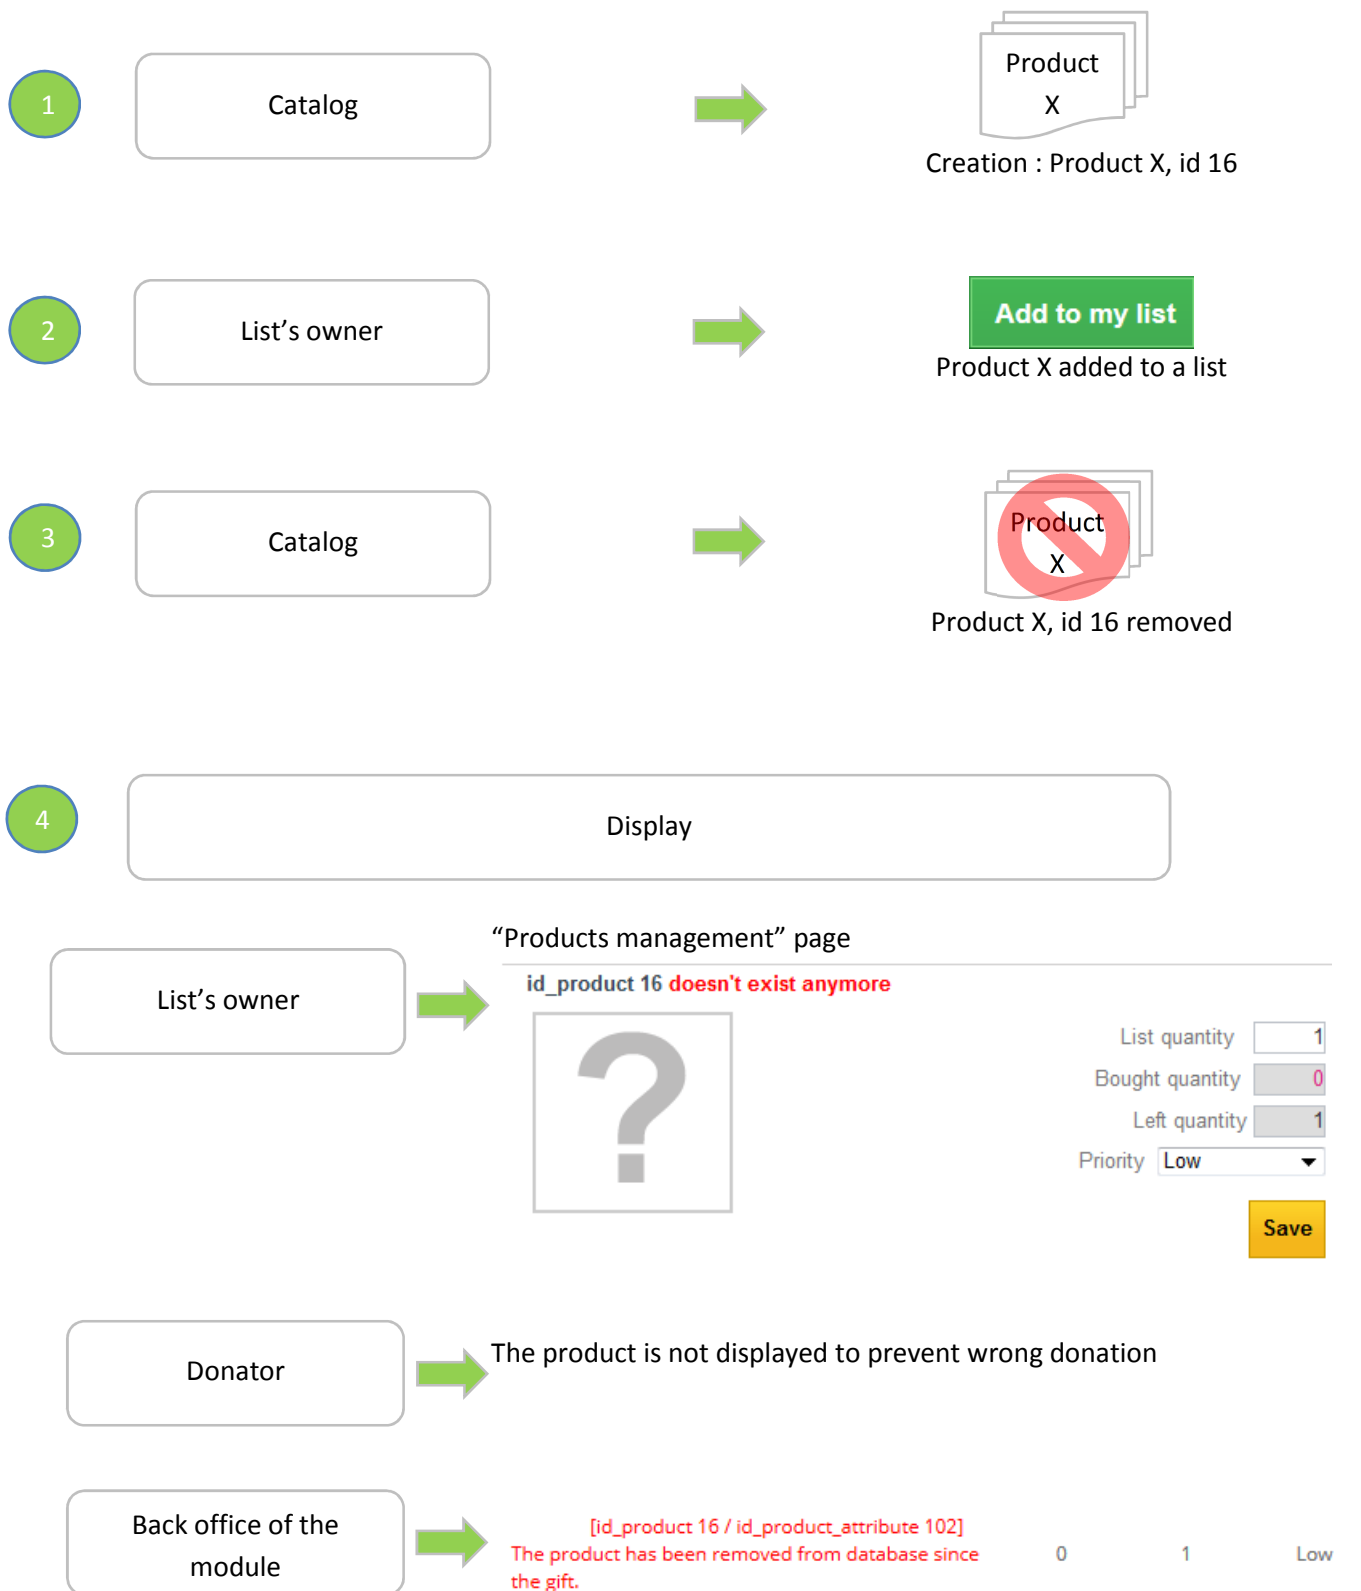 1
Catalog
Product
X
Creation : Product X, id 16
2
List's owner
Add to my list
Product X added to a list
3
Catalog
Product
X
Product X, id 16 removed
4
Display
“Products management” page
List's owner
id_product 16 doesn't exist anymore
?
List quantity 1
Bought quantity 0
Left quantity 1
Priority Low
Save
Donator
The product is not displayed to prevent wrong donation
Back office of the
module
[id_product 16 / id_product_attribute 102]
The product has been removed from database since
the gift.
0 1 Low